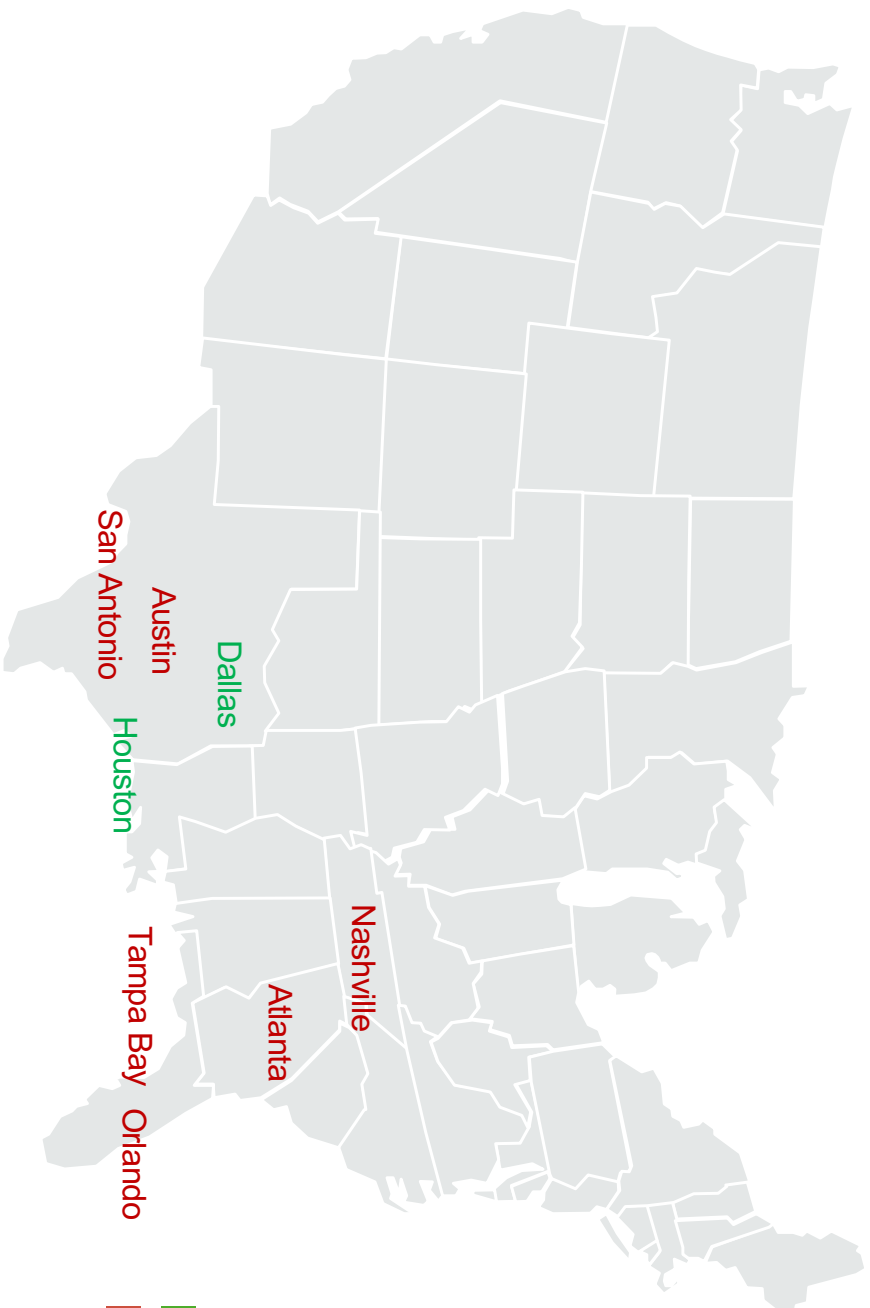 Nashville
Atlanta
Dallas
Austin
San Antonio
Houston
Tampa Bay
Orlando